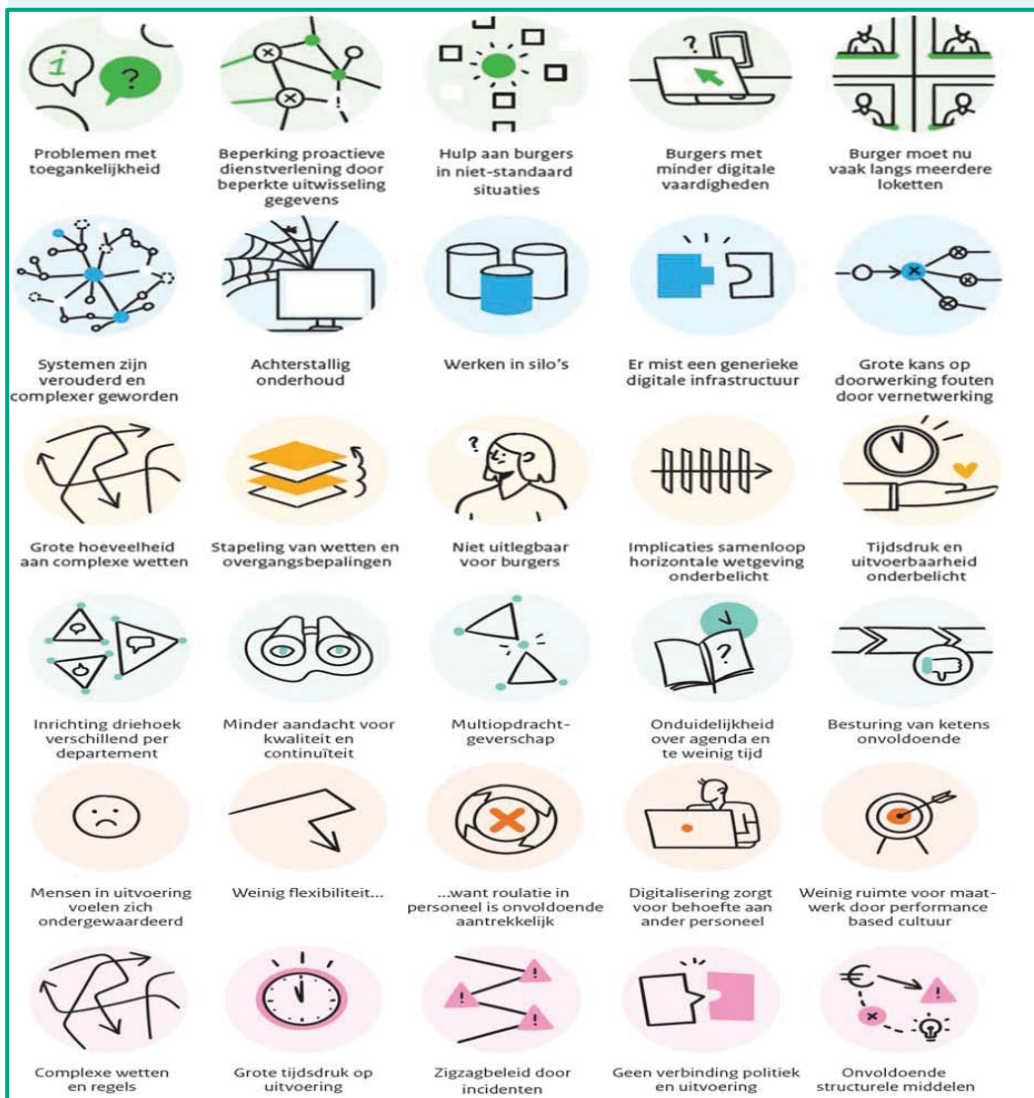 i
?
?
Problemen met
toegankelijkheid
Beperking proactieve
dienstverlening door
beperkte uitwisseling
gegevens
Hulp aan burgers
in niet-standaard
situaties
Burgers met
minder digitale
vaardigheden
Burger moet nu
vaak langs meerdere
loketten
Systemen zijn
verouderd en
complexer geworden
Achterstallig
onderhoud
Werken in silo's
Er mist een generieke
digitale infrastructuur
Grote kans op
doorwerking fouten
door vernetwerking
?
Grote hoeveelheid
aan complexe wetten
Stapeling van wetten en
overgangsbepalingen
Niet uitlegbaar
voor burgers
Implicaties samenloop
horizontale wetgeving
onderbelicht
Tijdsdruk en
uitvoerbaarheid
onderbelicht
?
Inrichting driehoek
verschillend per
departement
Minder aandacht voor
kwaliteit en
continuïteit
Multiopdracht-
geverschap
Onduidelijkheid
over agenda en
te weinig tijd
Besturing van ketens
onvoldoende
Mensen in uitvoering
voelen zich
ondergewaardeerd
Weinig flexibiliteit...
...want roulatie in
personeel is onvoldoende
aantrekkelijk
Digitalisering zorgt
voor behoefte aan
ander personeel
Weinig ruimte voor maat-
werk door performance
based cultuur
€
Complexe wetten
en regels
Grote tijdsdruk op
uitvoering
Zigzagbeleid door
incidenten
Geen verbinding politiek
en uitvoering
Onvoldoende
structurele middelen